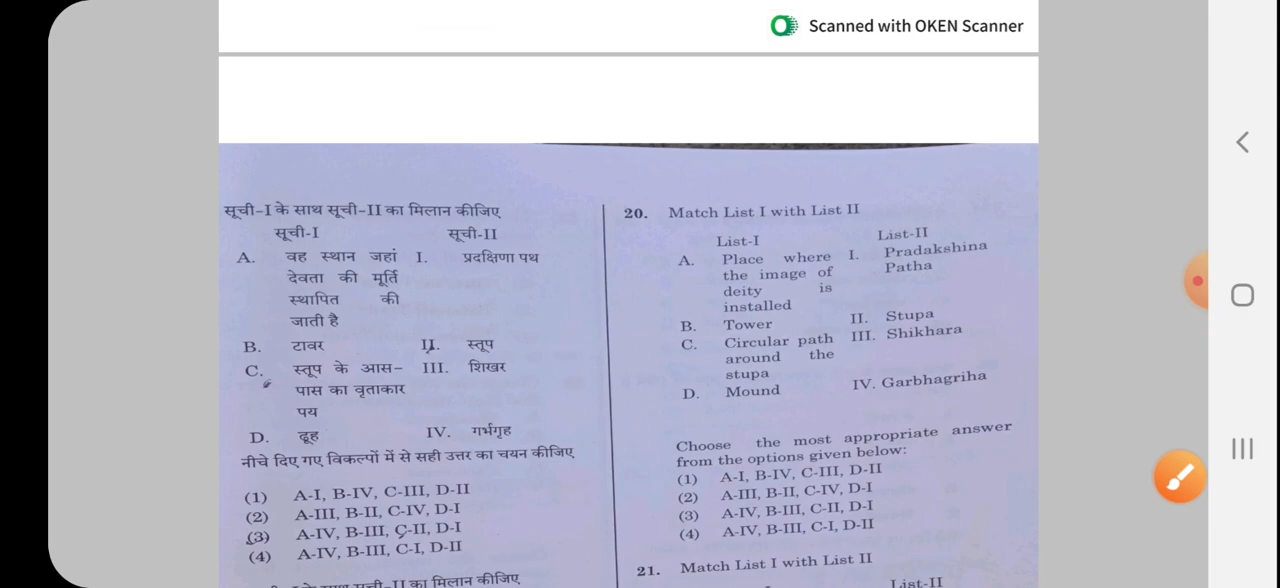 Scanned with OKEN Scanner
सूची-I के साथ सूची-II का मिलान कीजिए
सूची-I सूची-II
A. वह स्थान जहां I. प्रदक्षिणा पथ
देवता की मूर्ति
स्थापित की
जाती है
B. टावर II. स्तूप
C. स्तूप के आस- III. शिखर
पास का वृताकार
पय
D. ढूह IV. गर्भगृह
नीचे दिए गए विकल्पों में से सही उत्तर का चयन कीजिए
(1) A-I, B-IV, C-III, D-II
(2) A-III, B-II, C-IV, D-I
(3) A-IV, B-III, C-II, D-I
(4) A-IV, B-III, C-I, D-II
सूची-II का मिलान कीजिए
20. Match List I with List II
List-I List-II
A. Place where I. Pradakshina
the image of Patha
deity is
installed
B. Tower II. Stupa
C. Circular path III. Shikhara
around the
stupa
D. Mound IV. Garbhagriha
Choose the most appropriate answer
from the options given below:
(1) A-I, B-IV, C-III, D-II
(2) A-III, B-II, C-IV, D-I
(3) A-IV, B-III, C-II, D-I
(4) A-IV, B-III, C-I, D-II
21. Match List I with List II
List-II